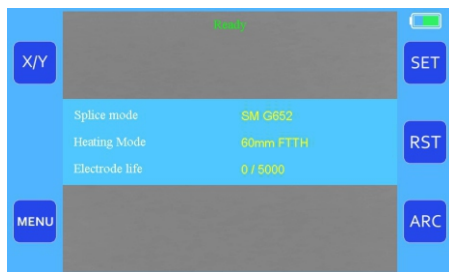 Ready
X/Y
SET
Splice mode SM G652
Heating Mode 60mm FTTH
RST
Electrode life 0 / 5000
MENU
ARC